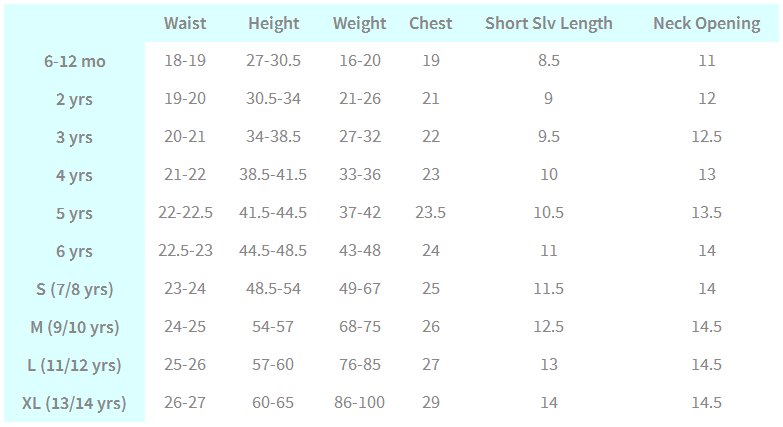 Waist Height Weight Chest Short Slv Length Neck Opening
6-12 mo 18-19 27-30.5 16-20 19 8.5 11
2 yrs 19-20 30.5-34 21-26 21 9 12
3 yrs 20-21 34-38.5 27-32 22 9.5 12.5
4 yrs 21-22 38.5-41.5 33-36 23 10 13
5 yrs 22-22.5 41.5-44.5 37-42 23.5 10.5 13.5
6 yrs 22.5-23 44.5-48.5 43-48 24 11 14
S (7/8 yrs) 23-24 48.5-54 49-67 25 11.5 14
M (9/10 yrs) 24-25 54-57 68-75 26 12.5 14.5
L (11/12 yrs) 25-26 57-60 76-85 27 13 14.5
XL (13/14 yrs) 26-27 60-65 86-100 29 14 14.5